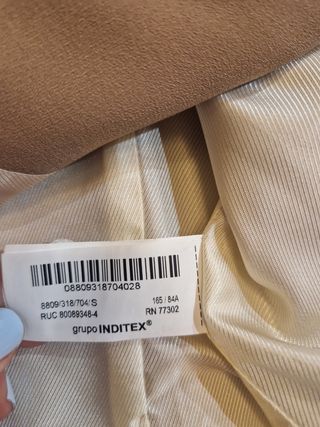 08809318704028
8809/318/704/S 165 / 84A
RUC 80089348-4 RN 77302
grupo INDITEX®